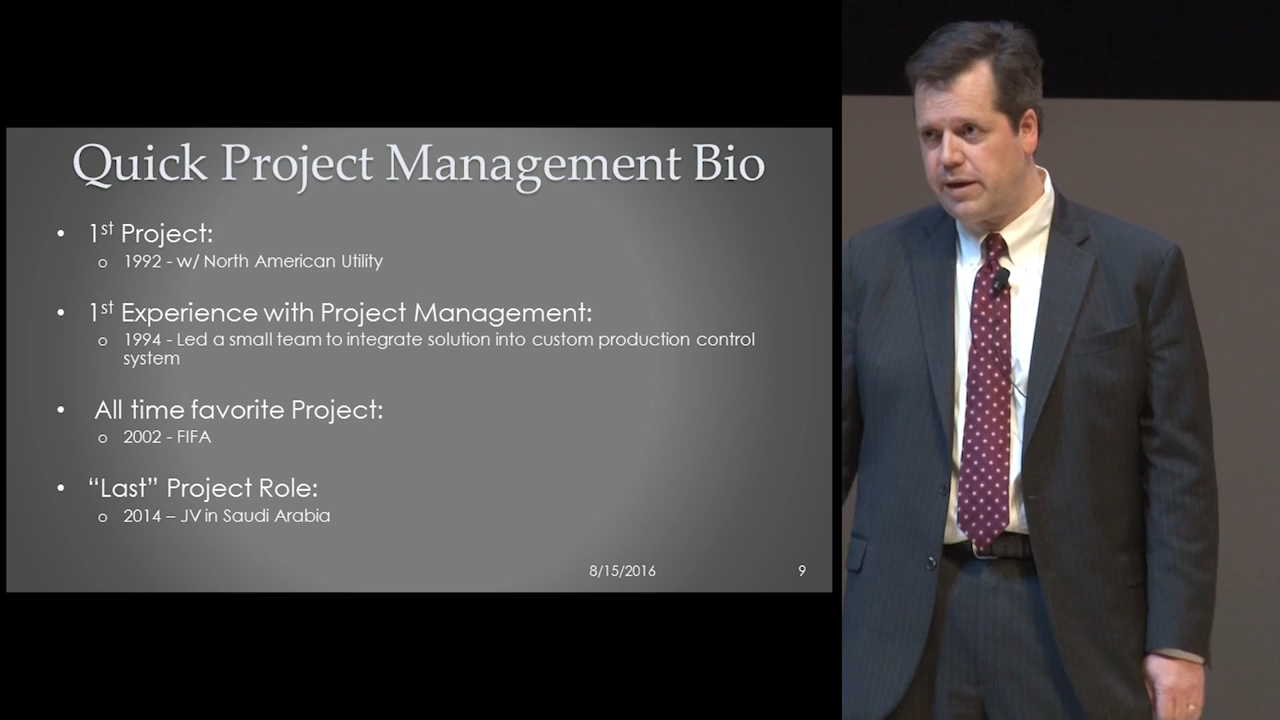 Quick Project Management Bio
• 1st Project:
o 1992 - w/ North American Utility
• 1st Experience with Project Management:
o 1994 - Led a small team to integrate solution into custom production control
system
• All time favorite Project:
o 2002 - FIFA
• “Last” Project Role:
o 2014 – JV in Saudi Arabia
8/15/2016 9